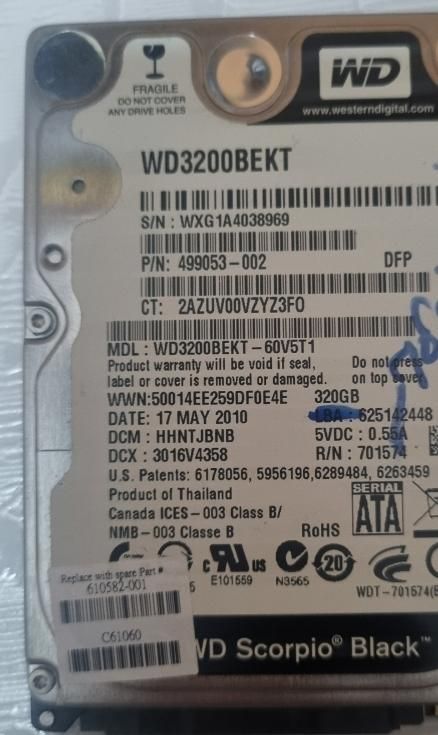 FRAGILE
DO NOT COVER
ANY DRIVE HOLES
WD
www.westerndigital.com
WD3200BEKT
S/N : WXG1A4038969
P/N: 499053-002 DFP
CT: 2AZUV00VZYZ3F0
MDL : WD3200BEKT-60V5T1
Product warranty will be void if seal, Do not press
label or cover is removed or damaged. on top cover
WWN:50014EE259DF0E4E 320GB
DATE: 17 MAY 2010 LBA: 625142448
DCM : HHNTJBNB 5VDC : 0.55A
DCX : 3016V4358 R/N : 701574
U.S. Patents: 6178056, 5956196,6289484, 6263459
Product of Thailand SERIAL
Canada ICES-003 Class B/ ATA
NMB-003 Classe B RoHS
c US 20
E101559 N3565
Replace with spare Part #
610582-001
WDT-701574(5
C61060
WD Scorpio® Black™